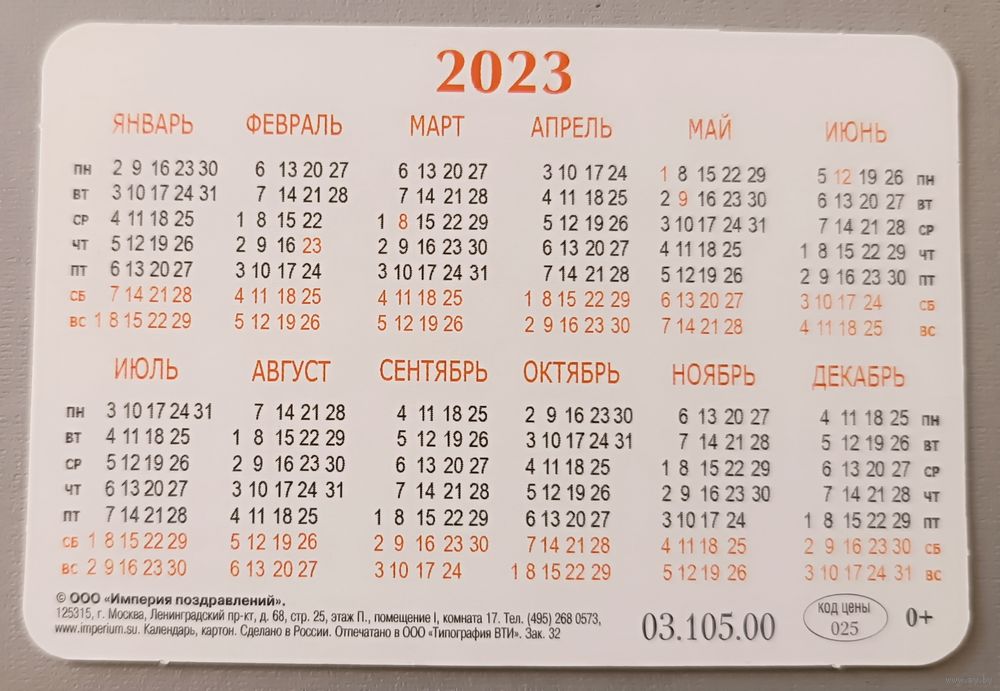 2023
ЯНВАРЬ ФЕВРАЛЬ МАРТ АПРЕЛЬ МАЙ ИЮНЬ
ПН 2 9 16 23 30 6 13 20 27 6 13 20 27 3 10 17 24 1 8 15 22 29 5 12 19 26 ПН
ВТ 3 10 17 24 31 7 14 21 28 7 14 21 28 4 11 18 25 2 9 16 23 30 6 13 20 27 ВТ
СР 4 11 18 25 1 8 15 22 1 8 15 22 29 5 12 19 26 3 10 17 24 31 7 14 21 28 СР
ЧТ 5 12 19 26 2 9 16 23 2 9 16 23 30 6 13 20 27 4 11 18 25 1 8 15 22 29 ЧТ
ПТ 6 13 20 27 3 10 17 24 3 10 17 24 31 7 14 21 28 5 12 19 26 2 9 16 23 30 ПТ
СБ 7 14 21 28 4 11 18 25 4 11 18 25 1 8 15 22 29 6 13 20 27 3 10 17 24 СБ
ВС 1 8 15 22 29 5 12 19 26 5 12 19 26 2 9 16 23 30 7 14 21 28 4 11 18 25 ВС
ИЮЛЬ АВГУСТ СЕНТЯБРЬ ОКТЯБРЬ НОЯБРЬ ДЕКАБРЬ
ПН 3 10 17 24 31 7 14 21 28 4 11 18 25 2 9 16 23 30 6 13 20 27 4 11 18 25 ПН
ВТ 4 11 18 25 1 8 15 22 29 5 12 19 26 3 10 17 24 31 7 14 21 28 5 12 19 26 ВТ
СР 5 12 19 26 2 9 16 23 30 6 13 20 27 4 11 18 25 1 8 15 22 29 6 13 20 27 СР
ЧТ 6 13 20 27 3 10 17 24 31 7 14 21 28 5 12 19 26 2 9 16 23 30 7 14 21 28 ЧТ
ПТ 7 14 21 28 4 11 18 25 1 8 15 22 29 6 13 20 27 3 10 17 24 1 8 15 22 29 ПТ
СБ 1 8 15 22 29 5 12 19 26 2 9 16 23 30 7 14 21 28 4 11 18 25 2 9 16 23 30 СБ
ВС 2 9 16 23 30 6 13 20 27 3 10 17 24 1 8 15 22 29 5 12 19 26 3 10 17 24 31 ВС
© ООО «Империя поздравлений».
125315, г. Москва, Ленинградский пр-кт, д. 68, стр. 25, этаж П., помещение I, комната 17. Тел. (495) 268 0573,
www.imperium.su. Календарь, картон. Сделано в России. Отпечатано в ООО «Типография ВТИ». Зак. 32
03.105.00
код цены
025
0+